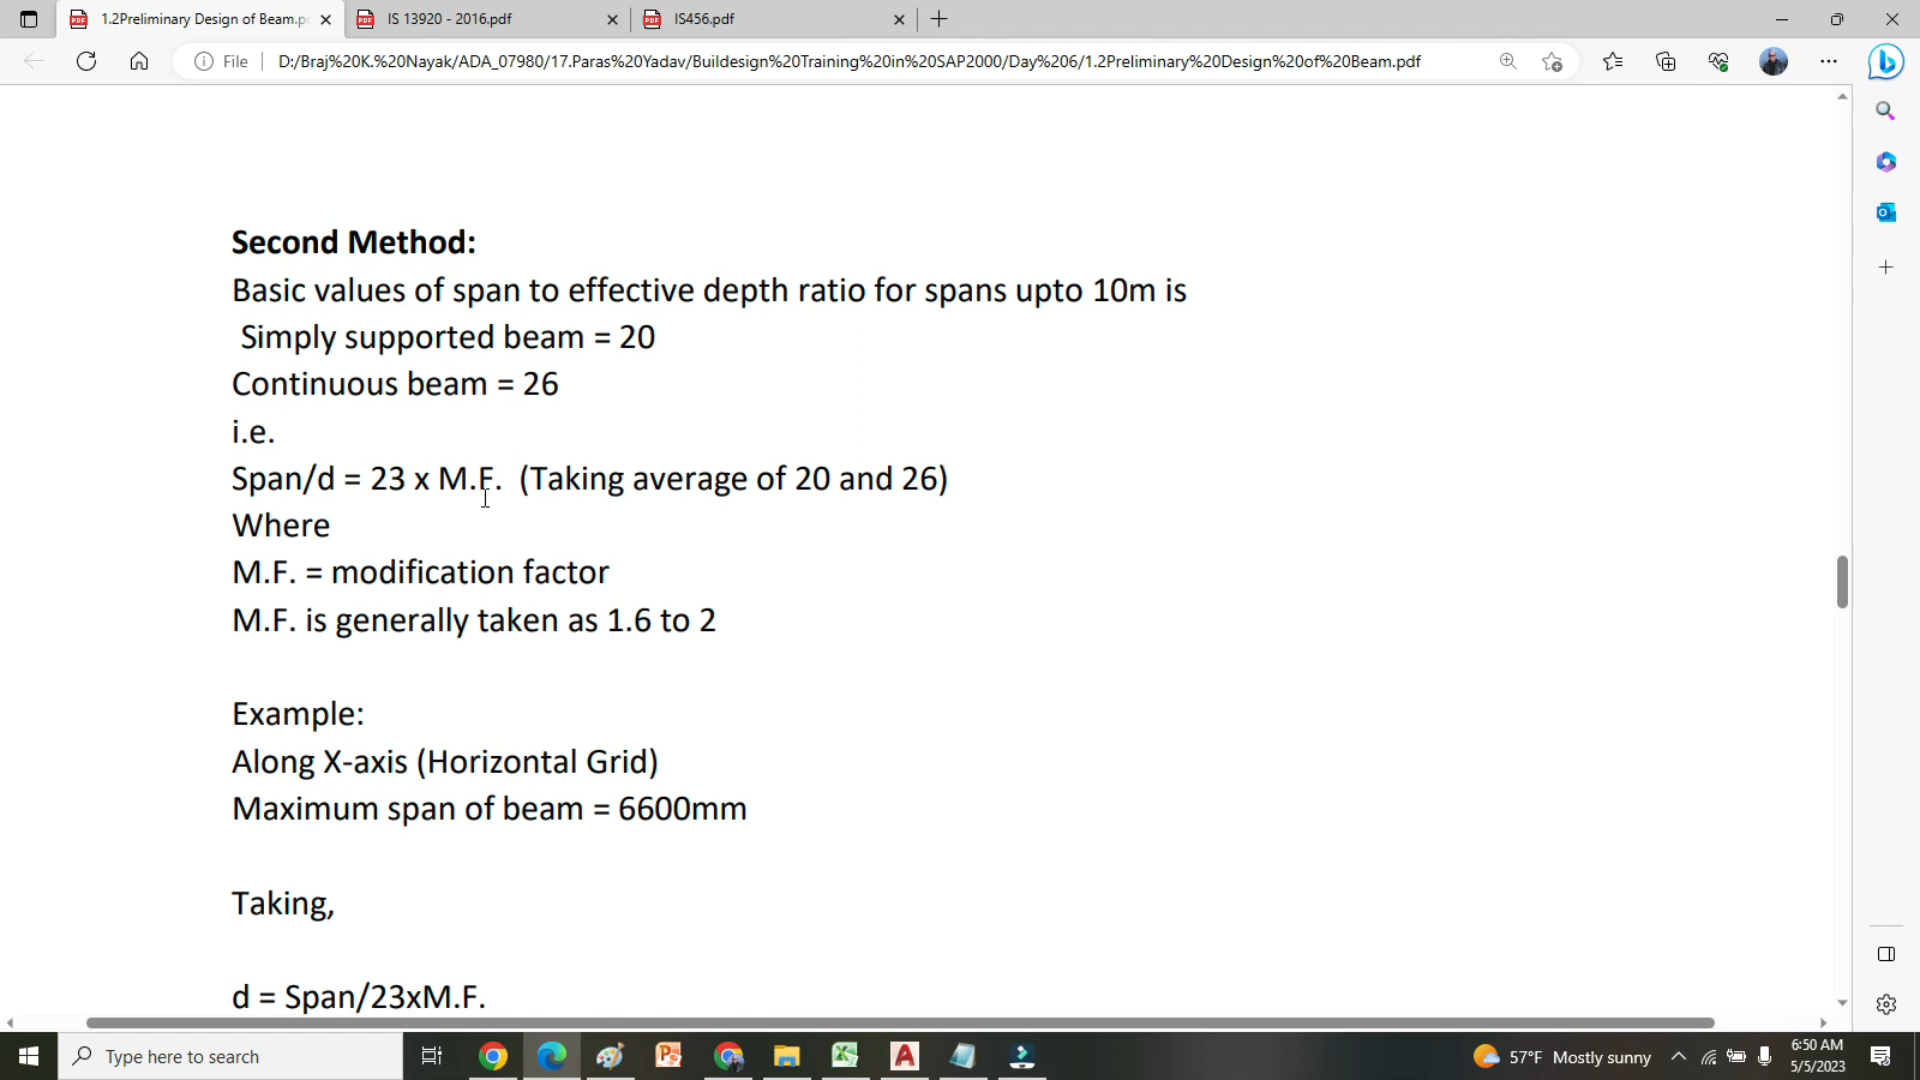 1.2Preliminary Design of Beam.p
IS 13920 - 2016.pdf
IS456.pdf
File
D:/Braj%20K.%20Nayak/ADA_07980/17.Paras%20Yadav/Buildesign%20Training%20in%20SAP2000/Day%206/1.2Preliminary%20Design%20of%20Beam.pdf
Second Method:
Basic values of span to effective depth ratio for spans upto 10m is
Simply supported beam = 20
Continuous beam = 26
i.e.
Span/d = 23 x M.F. (Taking average of 20 and 26)
Where
M.F. = modification factor
M.F. is generally taken as 1.6 to 2
Example:
Along X-axis (Horizontal Grid)
Maximum span of beam = 6600mm
Taking,
d = Span/23xM.F.
Type here to search
57°F Mostly sunny
6:50 AM
5/5/2023